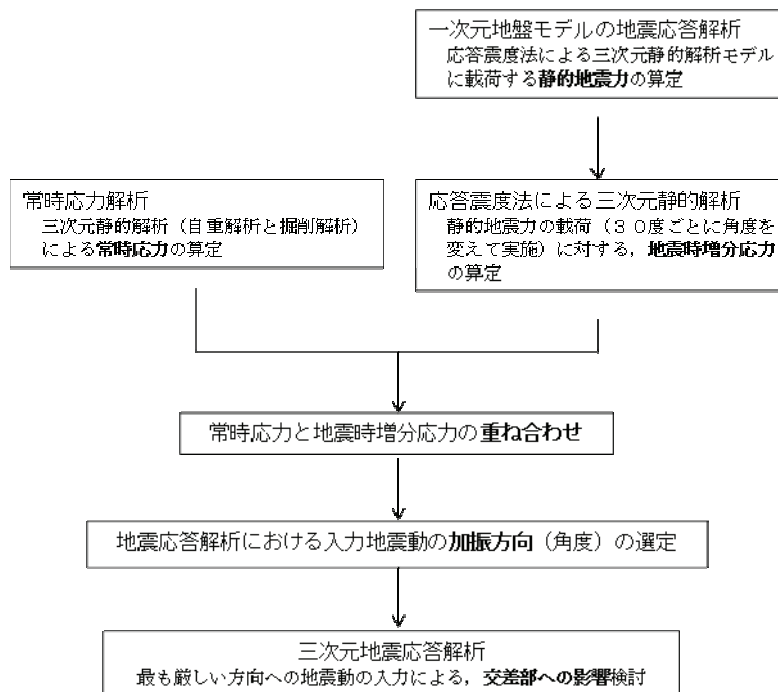 一次元地盤モデルの地震応答解析
応答震度法による三次元静的解析モデル
に載荷する静的地震力の算定
常時応力解析
三次元静的解析（自重解析と掘削解析）
による常時応力の算定
応答震度法による三次元静的解析
静的地震力の載荷（３０度ごとに角度を
変えて実施）に対する，地震時増分応力
の算定
常時応力と地震時増分応力の重ね合わせ
地震応答解析における入力地震動の加振方向（角度）の選定
三次元地震応答解析
最も厳しい方向への地震動の入力による，交差部への影響検討